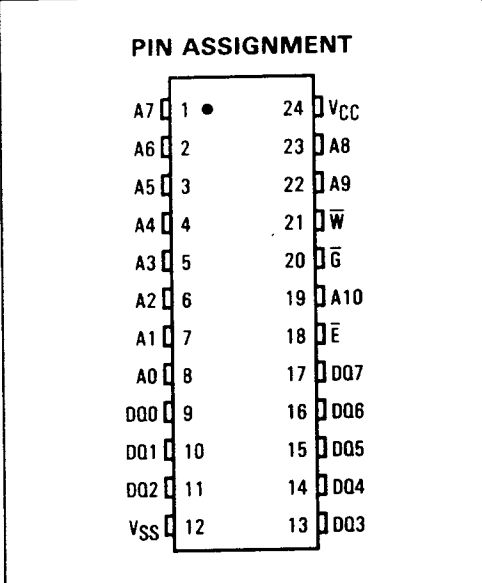 PIN ASSIGNMENT
A7 1 24 VCC
A6 2 23 A8
A5 3 22 A9
A4 4 21 W̅
A3 5 20 G̅
A2 6 19 A10
A1 7 18 E̅
A0 8 17 DQ7
DQ0 9 16 DQ6
DQ1 10 15 DQ5
DQ2 11 14 DQ4
VSS 12 13 DQ3